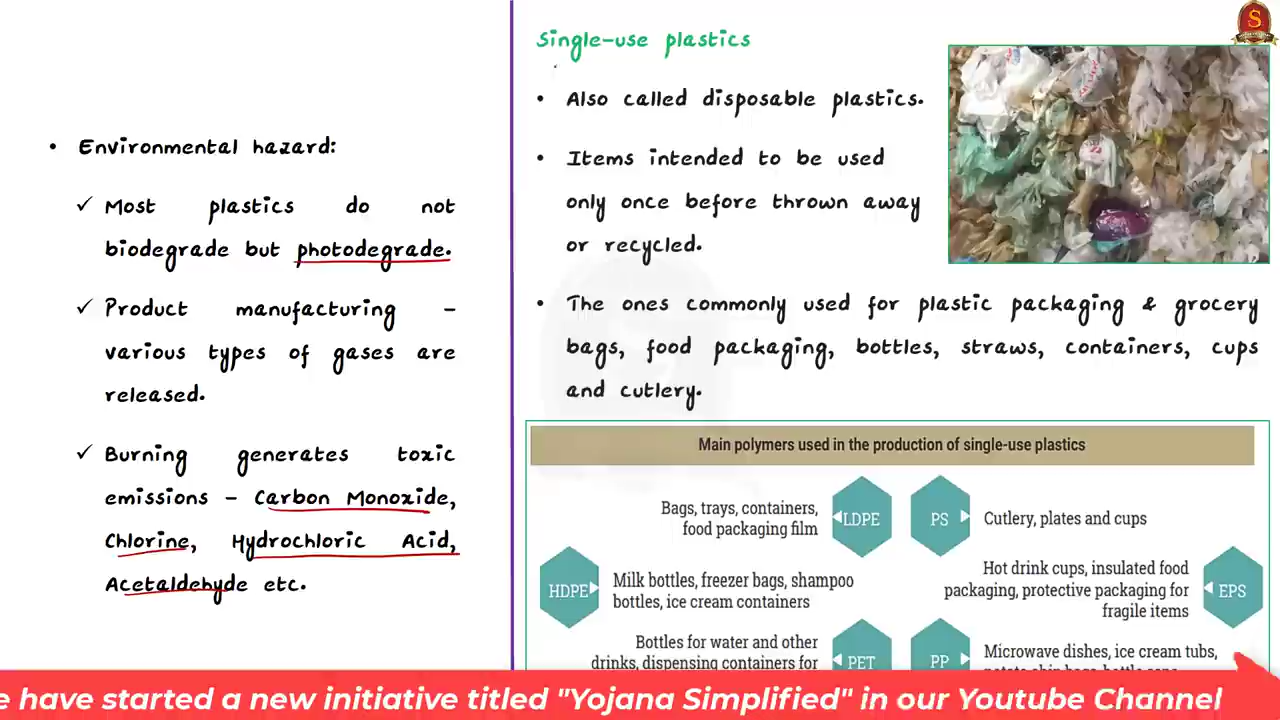 • Environmental hazard:
✓ Most plastics do not
biodegrade but photodegrade.
✓ Product manufacturing –
various types of gases are
released.
✓ Burning generates toxic
emissions – Carbon Monoxide,
Chlorine, Hydrochloric Acid,
Acetaldehyde etc.
Single-use plastics
• Also called disposable plastics.
• Items intended to be used
only once before thrown away
or recycled.
• The ones commonly used for plastic packaging & grocery
bags, food packaging, bottles, straws, containers, cups
and cutlery.
Main polymers used in the production of single-use plastics
Bags, trays, containers,
food packaging film
LDPE
PS
Cutlery, plates and cups
HDPE
Milk bottles, freezer bags, shampoo
bottles, ice cream containers
Hot drink cups, insulated food
packaging, protective packaging for
fragile items
EPS
Bottles for water and other
drinks, dispensing containers for
PET
PP
Microwave dishes, ice cream tubs,
e have started a new initiative titled "Yojana Simplified" in our Youtube Channel